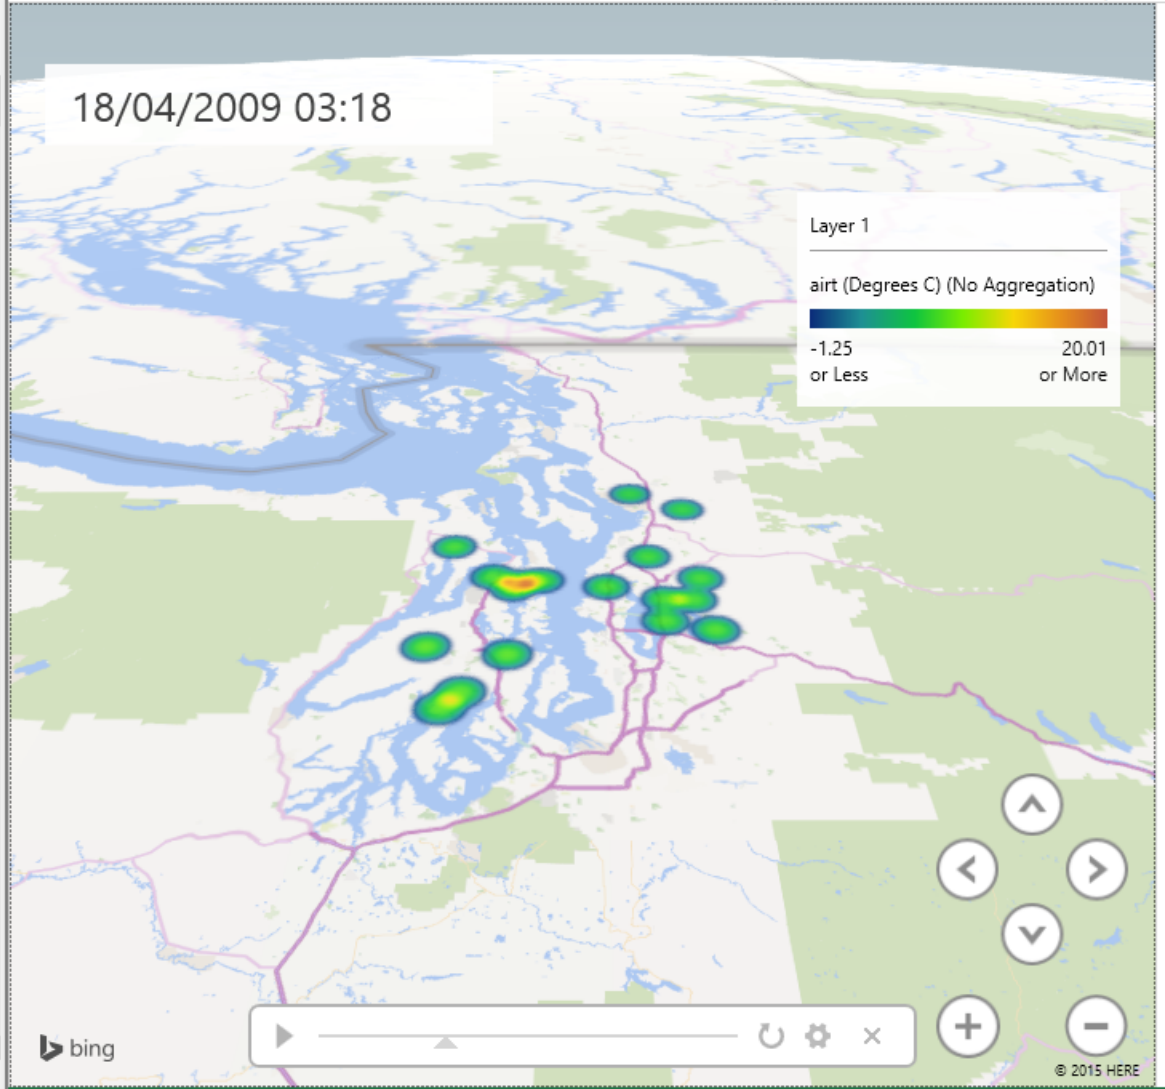 18/04/2009 03:18
Layer 1
airt (Degrees C) (No Aggregation)
-1.25 20.01
or Less or More
bing
© 2015 HERE